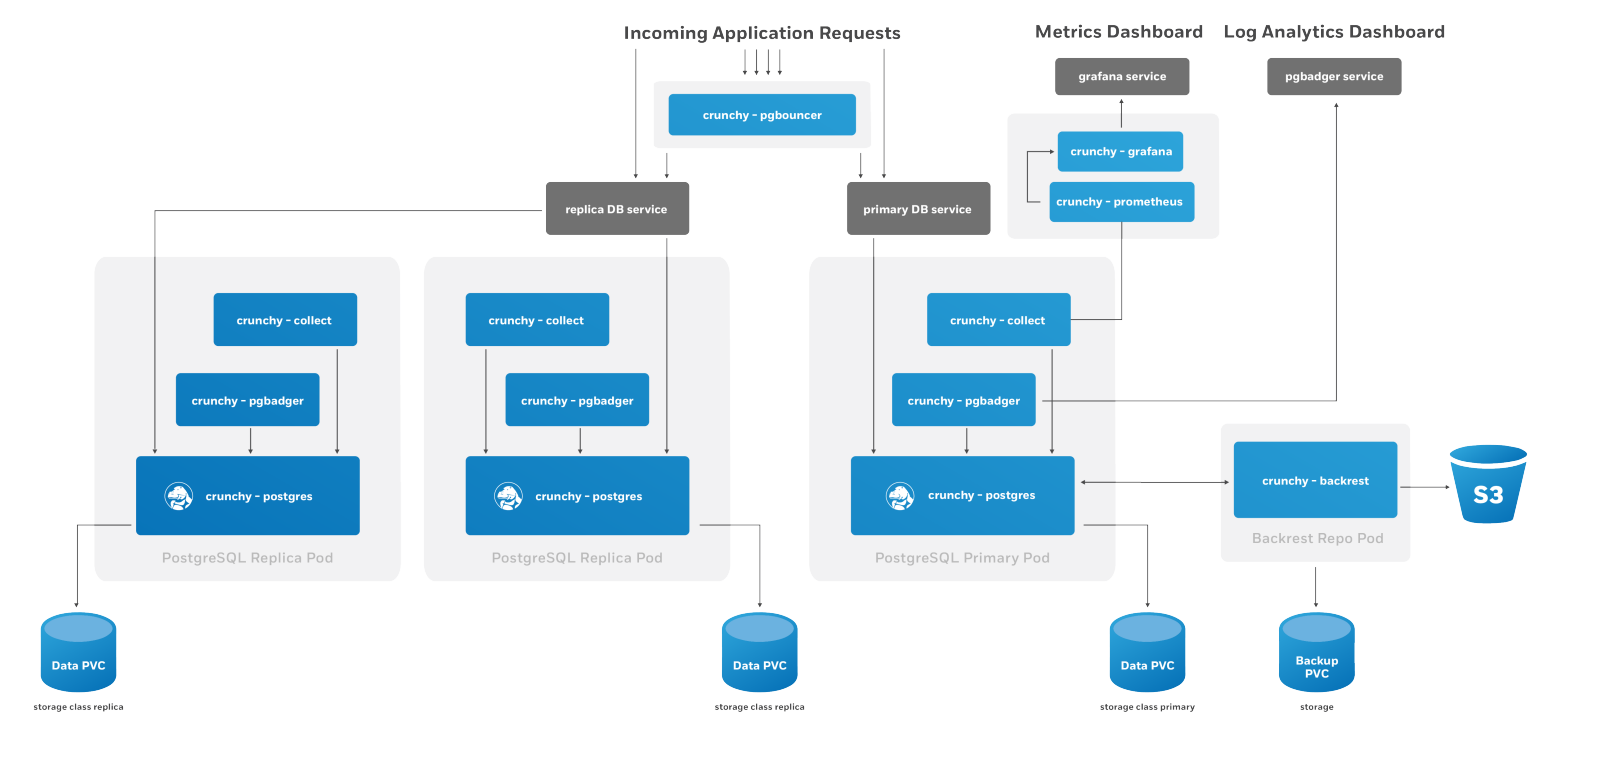 Incoming Application Requests
Metrics Dashboard
Log Analytics Dashboard
grafana service
pgbadger service
crunchy - pgbouncer
crunchy - grafana
crunchy - prometheus
replica DB service
primary DB service
crunchy - collect
crunchy - collect
crunchy - collect
crunchy - pgbadger
crunchy - pgbadger
crunchy - pgbadger
crunchy - postgres
crunchy - postgres
crunchy - postgres
crunchy - backrest
S3
PostgreSQL Replica Pod
PostgreSQL Replica Pod
PostgreSQL Primary Pod
Backrest Repo Pod
Data PVC
Data PVC
Data PVC
Backup
PVC
storage class replica
storage class replica
storage class primary
storage